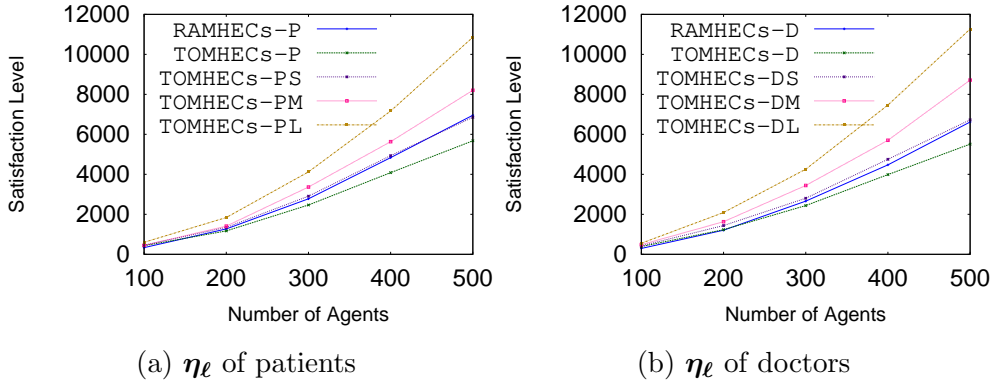 12000
10000
8000
6000
4000
2000
0
Satisfaction Level
RAMHECs-P
TOMHECs-P
TOMHECs-PS
TOMHECs-PM
TOMHECs-PL
100 200 300 400 500
Number of Agents
(a) ηℓ of patients
12000
10000
8000
6000
4000
2000
0
Satisfaction Level
RAMHECs-D
TOMHECs-D
TOMHECs-DS
TOMHECs-DM
TOMHECs-DL
100 200 300 400 500
Number of Agents
(b) ηℓ of doctors